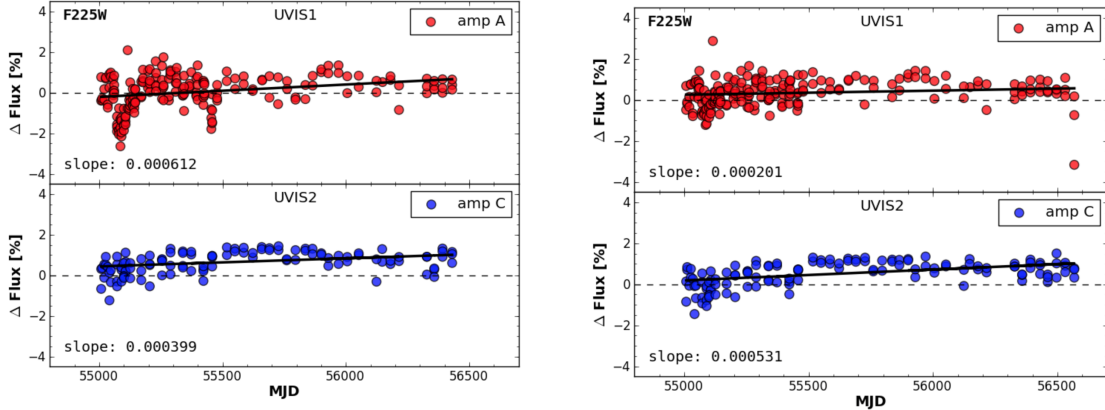 F225W
UVIS1
amp A
4
2
0
−2
−4
Δ Flux [%]
slope: 0.000612
UVIS2
amp C
4
2
0
−2
−4
Δ Flux [%]
slope: 0.000399
55000
55500
56000
56500
MJD
F225W
UVIS1
amp A
4
2
0
−2
−4
Δ Flux [%]
slope: 0.000201
UVIS2
amp C
4
2
0
−2
−4
Δ Flux [%]
slope: 0.000531
55000
55500
56000
56500
MJD